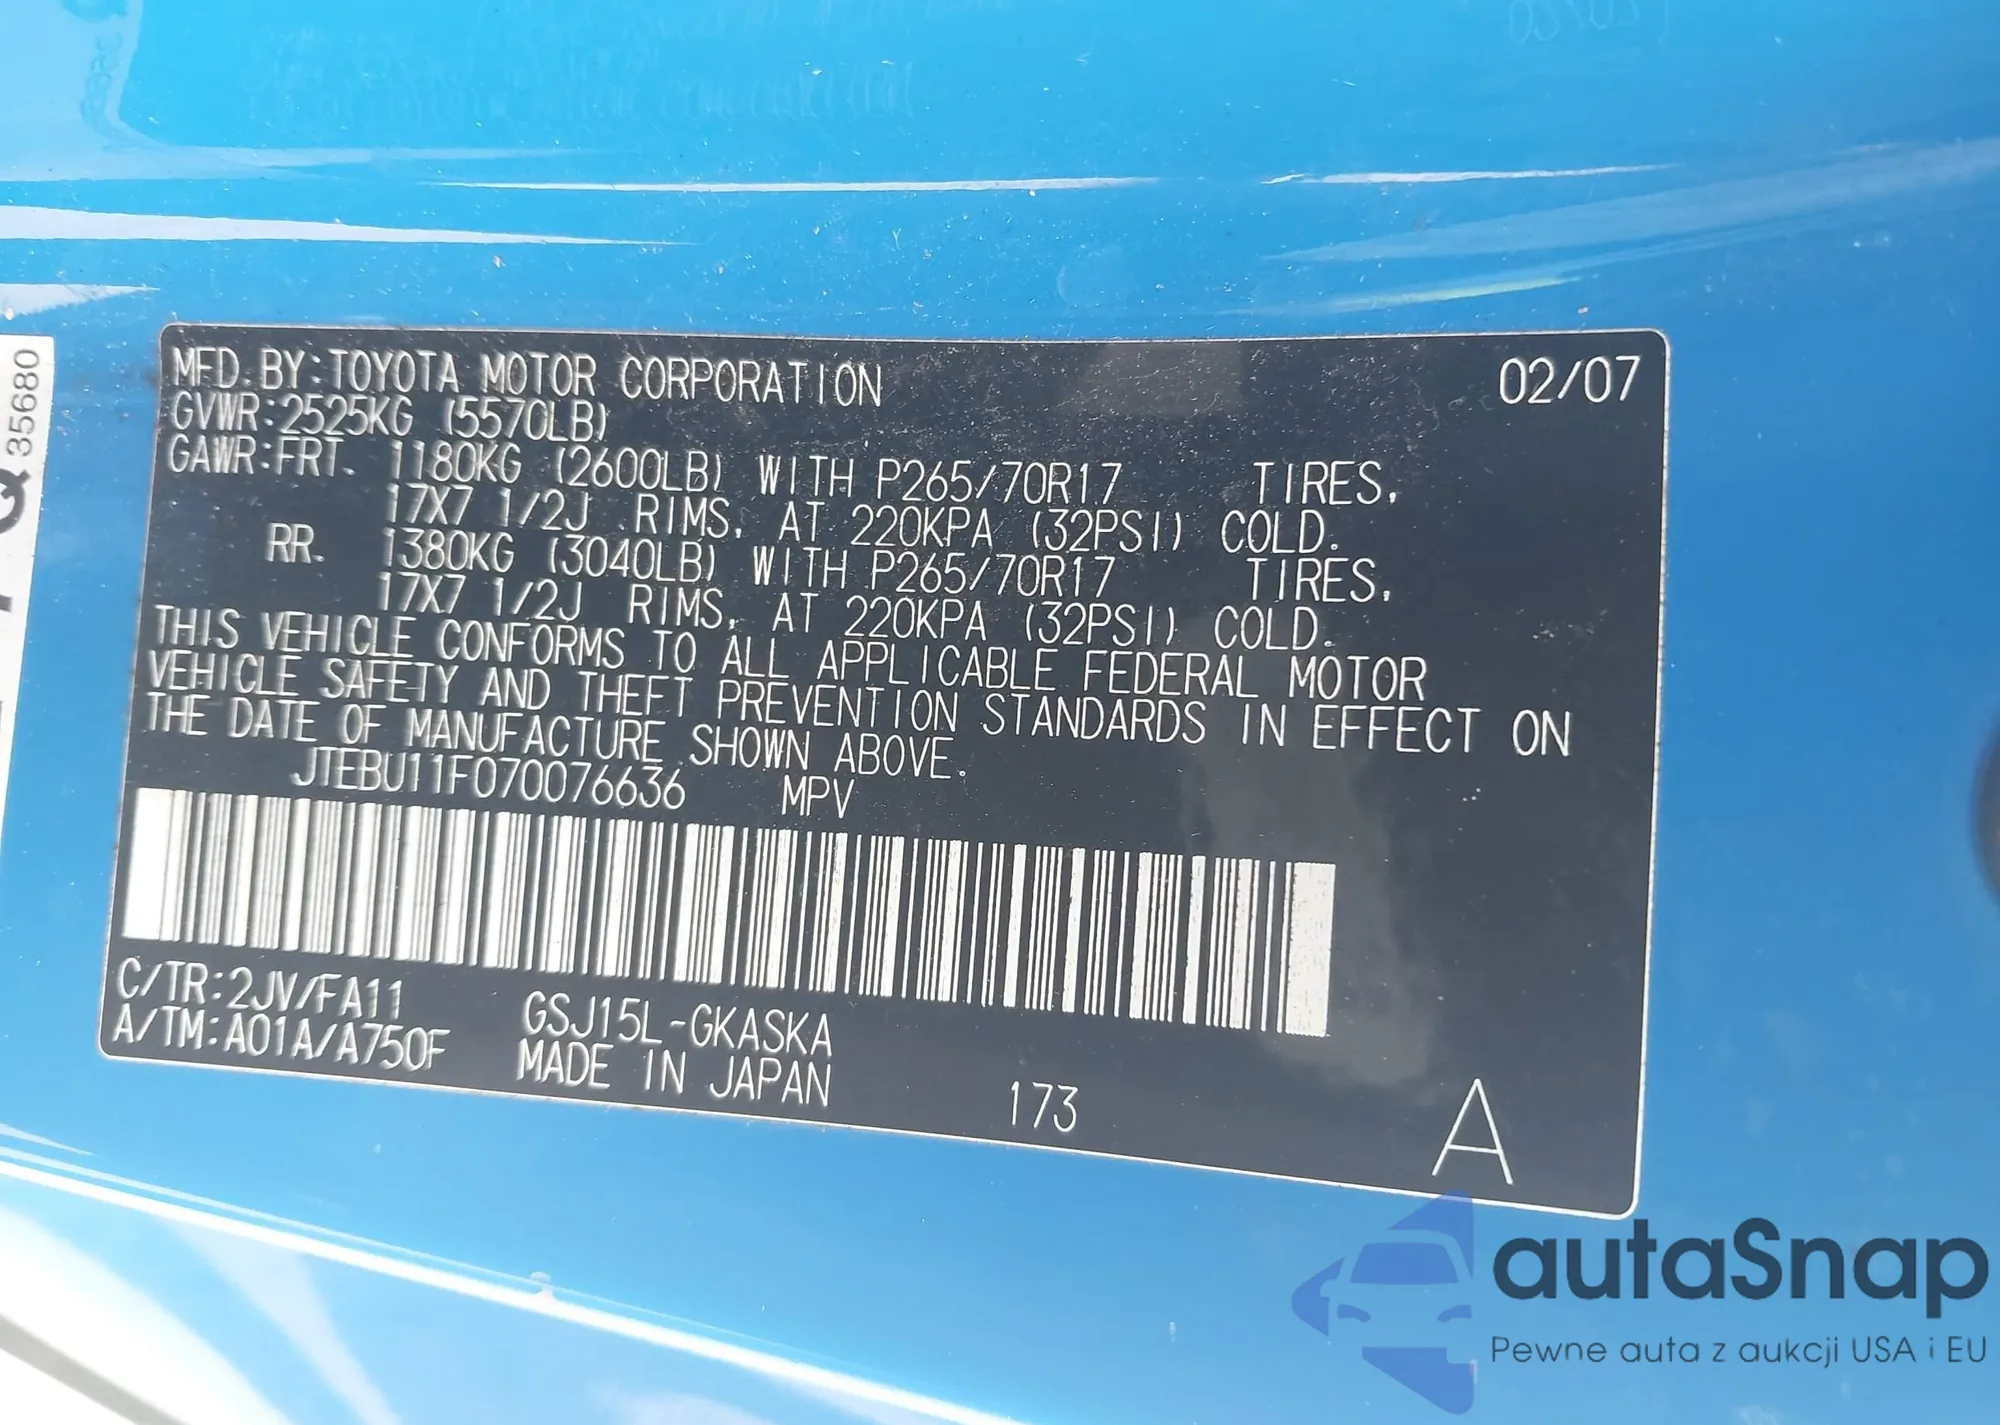 MFD.BY:TOYOTA MOTOR CORPORATION 02/07
GVWR:2525KG (5570LB)
GAWR:FRT. 1180KG (2600LB) WITH P265/70R17 TIRES,
17X7 1/2J RIMS, AT 220KPA (32PSI) COLD.
RR. 1380KG (3040LB) WITH P265/70R17 TIRES,
17X7 1/2J RIMS, AT 220KPA (32PSI) COLD.
THIS VEHICLE CONFORMS TO ALL APPLICABLE FEDERAL MOTOR
VEHICLE SAFETY AND THEFT PREVENTION STANDARDS IN EFFECT ON
THE DATE OF MANUFACTURE SHOWN ABOVE.
JTEBU11F070076636 MPV
C/TR:2JV/FA11
A/TM:A01A/A750F
GSJ15L-GKASKA
MADE IN JAPAN
173
A
35680
autaSnap
Pewne auta z aukcji USA i EU